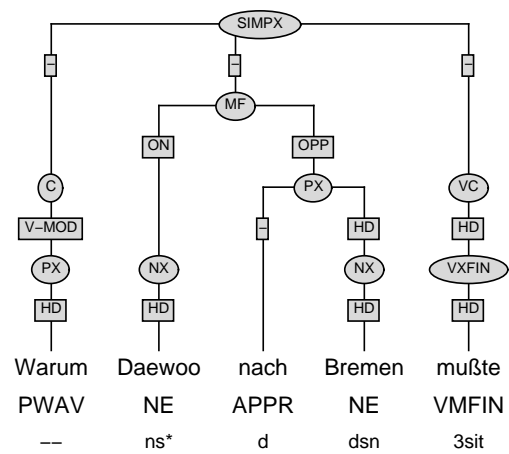 SIMPX
– – –
MF
ON OPP
C PX VC
V–MOD – HD HD
PX NX NX VXFIN
HD HD HD HD
Warum Daewoo nach Bremen mußte
PWAV NE APPR NE VMFIN
–– ns* d dsn 3sit